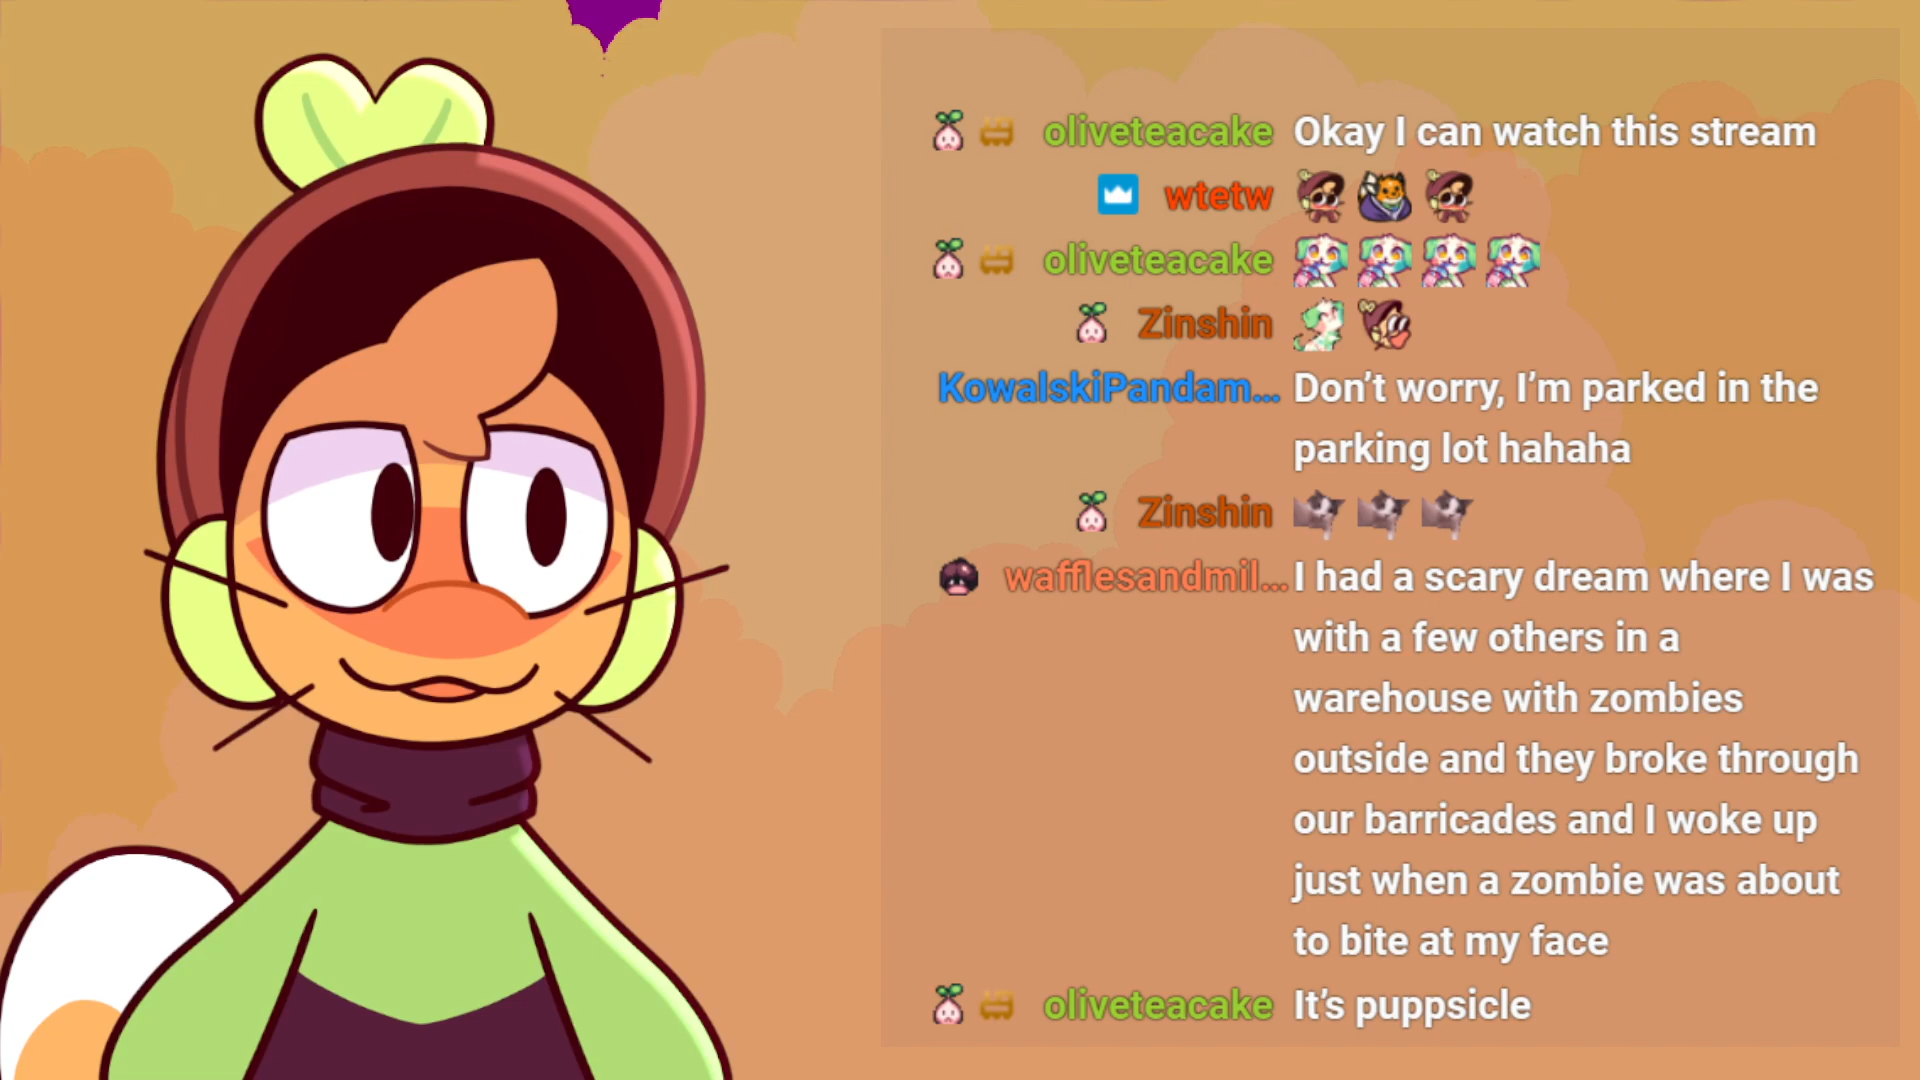 oliveteacake Okay I can watch this stream
wtetw
oliveteacake
Zinshin
KowalskiPandam... Don't worry, I'm parked in the
parking lot hahaha
Zinshin
wafflesandmil... I had a scary dream where I was
with a few others in a
warehouse with zombies
outside and they broke through
our barricades and I woke up
just when a zombie was about
to bite at my face
oliveteacake It's puppsicle